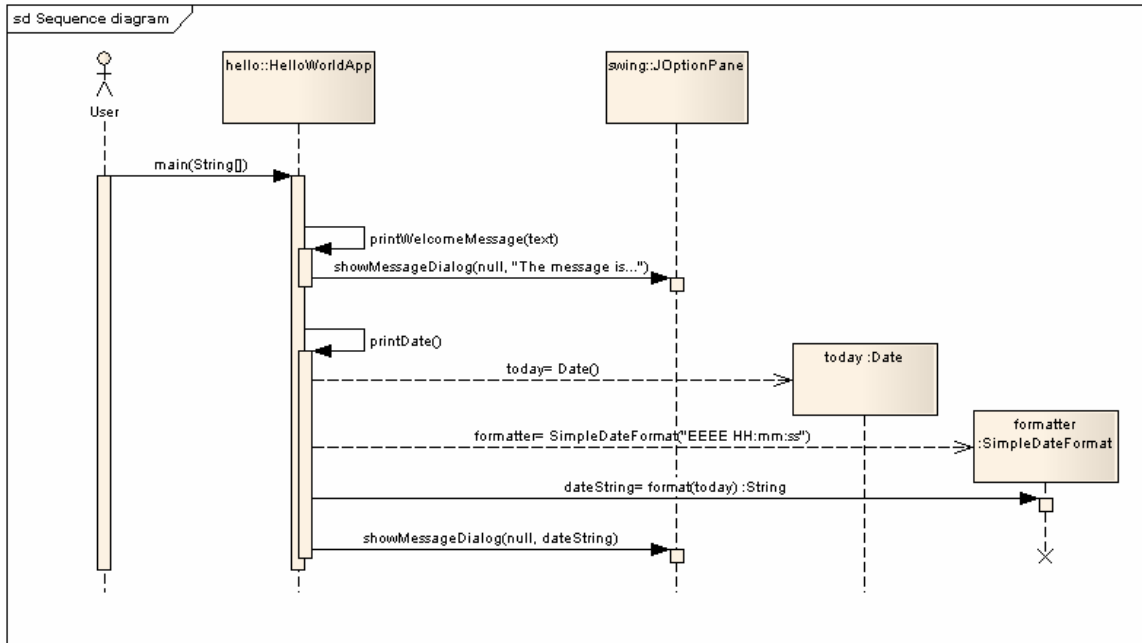 sd Sequence diagram
User
hello::HelloWorldApp
swing::JOptionPane
main(String[])
printWelcomeMessage(text)
showMessageDialog(null, "The message is...")
printDate()
today= Date()
today :Date
formatter= SimpleDateFormat("EEEE HH:mm:ss")
formatter
:SimpleDateFormat
dateString= format(today) :String
showMessageDialog(null, dateString)